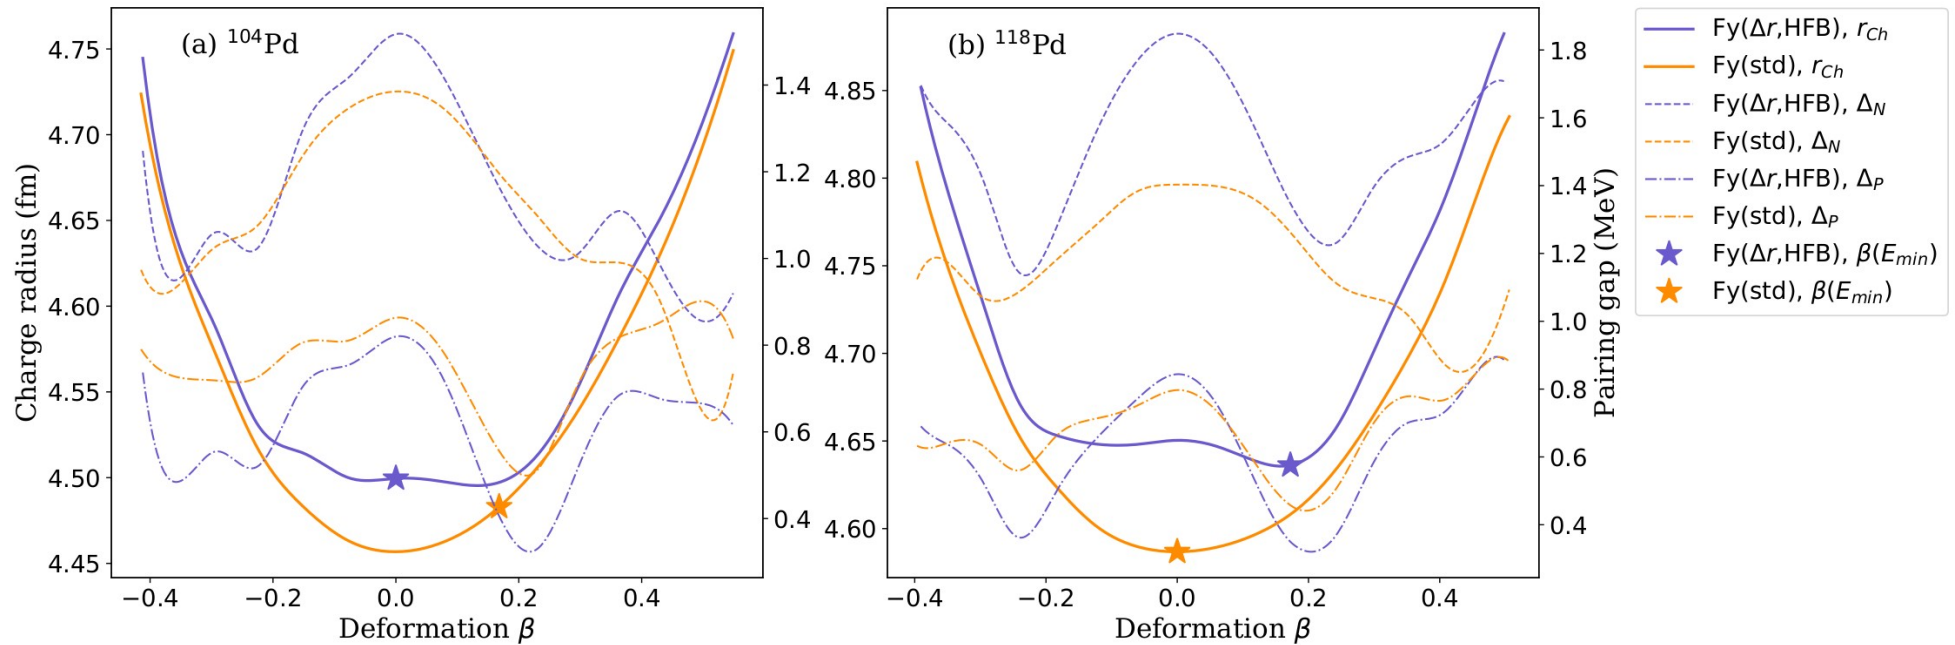 (a) ¹⁰⁴Pd
Charge radius (fm)
4.75
4.70
4.65
4.60
4.55
4.50
4.45
1.4
1.2
1.0
0.8
0.6
0.4
−0.4 −0.2 0.0 0.2 0.4
Deformation β
(b) ¹¹⁸Pd
4.85
4.80
4.75
4.70
4.65
4.60
1.8
1.6
1.4
1.2
1.0
0.8
0.6
0.4
Pairing gap (MeV)
−0.4 −0.2 0.0 0.2 0.4
Deformation β
Fy(Δr,HFB), r_Ch
Fy(std), r_Ch
Fy(Δr,HFB), Δ_N
Fy(std), Δ_N
Fy(Δr,HFB), Δ_P
Fy(std), Δ_P
Fy(Δr,HFB), β(E_min)
Fy(std), β(E_min)